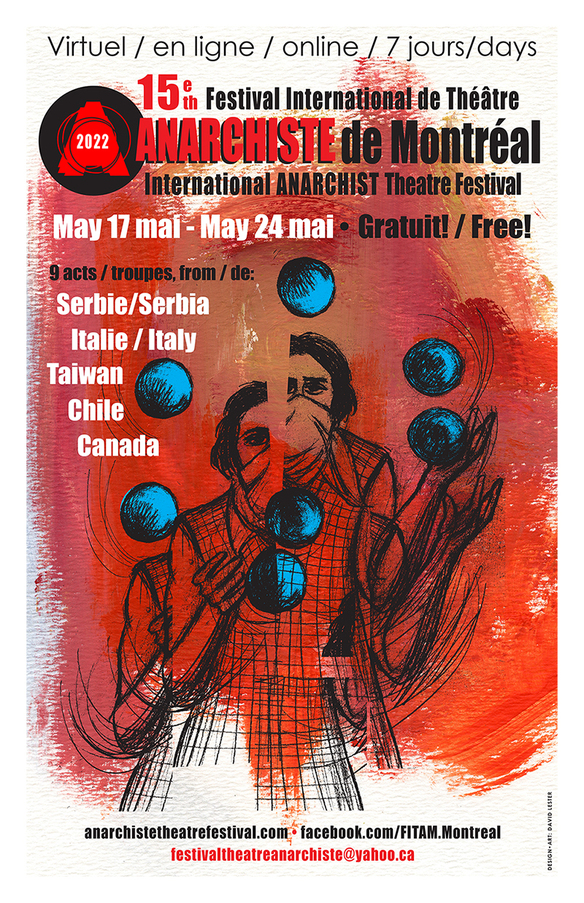 Virtuel / en ligne / online / 7 jours/days
15e
th Festival International de Théâtre
2022
ANARCHISTE de Montréal
International ANARCHIST Theatre Festival
May 17 mai - May 24 mai • Gratuit! / Free!
9 acts / troupes, from / de:
Serbie/Serbia
Italie / Italy
Taiwan
Chile
Canada
anarchistetheatrefestival.com • facebook.com/FITAM.Montreal
festivaltheatreanarchiste@yahoo.ca
DESIGN+ART: DAVID LESTER